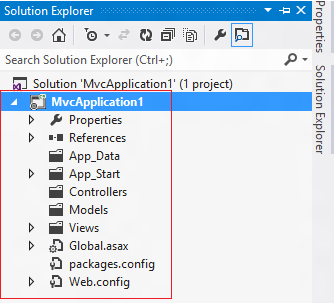 Solution Explorer
Search Solution Explorer (Ctrl+;)
Solution 'MvcApplication1' (1 project)
MvcApplication1
Properties
References
App_Data
App_Start
Controllers
Models
Views
Global.asax
packages.config
Web.config
Properties
Solution Explorer